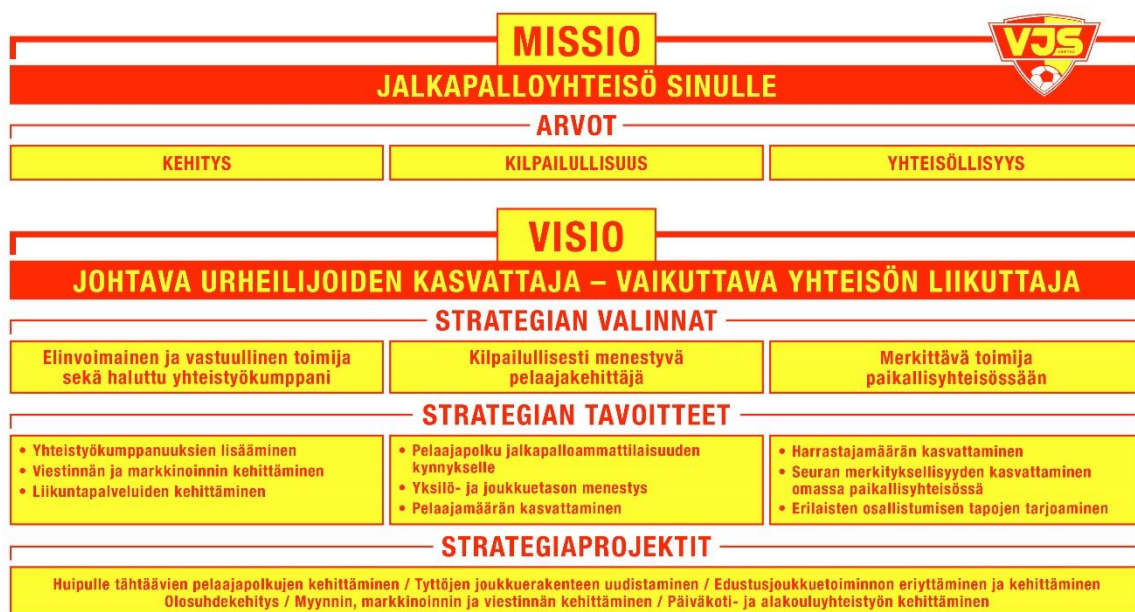 MISSIO
VJS
VANTAA
JALKAPALLOYHTEISÖ SINULLE
ARVOT
KEHITYS
KILPAILULLISUUS
YHTEISÖLLISYYS
VISIO
JOHTAVA URHEILIJOIDEN KASVATTAJA – VAIKUTTAVA YHTEISÖN LIIKUTTAJA
STRATEGIAN VALINNAT
Elinvoimainen ja vastuullinen toimija
sekä haluttu yhteistyökumppani
Kilpailullisesti menestyvä
pelaajakehittäjä
Merkittävä toimija
paikallisyhteisössään
STRATEGIAN TAVOITTEET
• Yhteistyökumppanuuksien lisääminen
• Viestinnän ja markkinoinnin kehittäminen
• Liikuntapalveluiden kehittäminen
• Pelaajapolku jalkapalloammattilaisuuden
kynnykselle
• Yksilö- ja joukkuetason menestys
• Pelaajamäärän kasvattaminen
• Harrastajamäärän kasvattaminen
• Seuran merkityksellisyyden kasvattaminen
omassa paikallisyhteisössä
• Erilaisten osallistumisen tapojen tarjoaminen
STRATEGIAPROJEKTIT
Huipulle tähtäävien pelaajapolkujen kehittäminen / Tyttöjen joukkuerakenteen uudistaminen / Edustusjoukkuetoiminnon eriyttäminen ja kehittäminen
Olosuhdekehitys / Myynnin, markkinoinnin ja viestinnän kehittäminen / Päiväkoti- ja alakouluyhteistyön kehittäminen